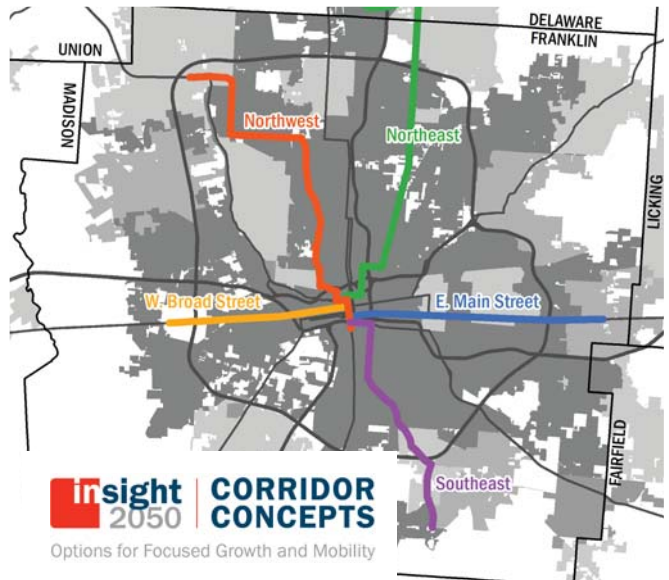 DELAWARE
FRANKLIN
UNION
MADISON
Northwest
Northeast
LICKING
W. Broad Street
E. Main Street
FAIRFIELD
Southeast
insight
2050
CORRIDOR
CONCEPTS
Options for Focused Growth and Mobility